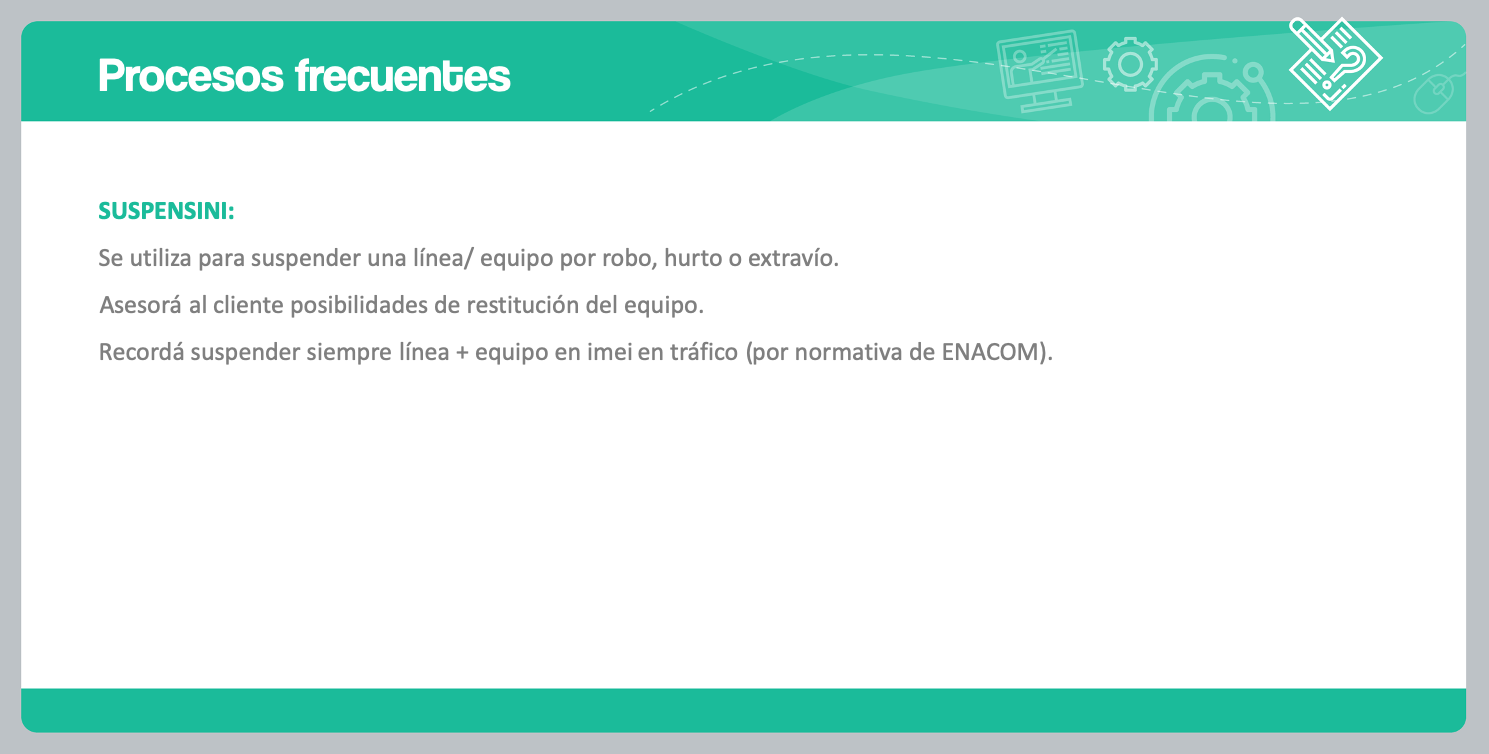 Procesos frecuentes
SUSPENSINI:
Se utiliza para suspender una línea/ equipo por robo, hurto o extravío.
Asesorá al cliente posibilidades de restitución del equipo.
Recordá suspender siempre línea + equipo en imei en tráfico (por normativa de ENACOM).